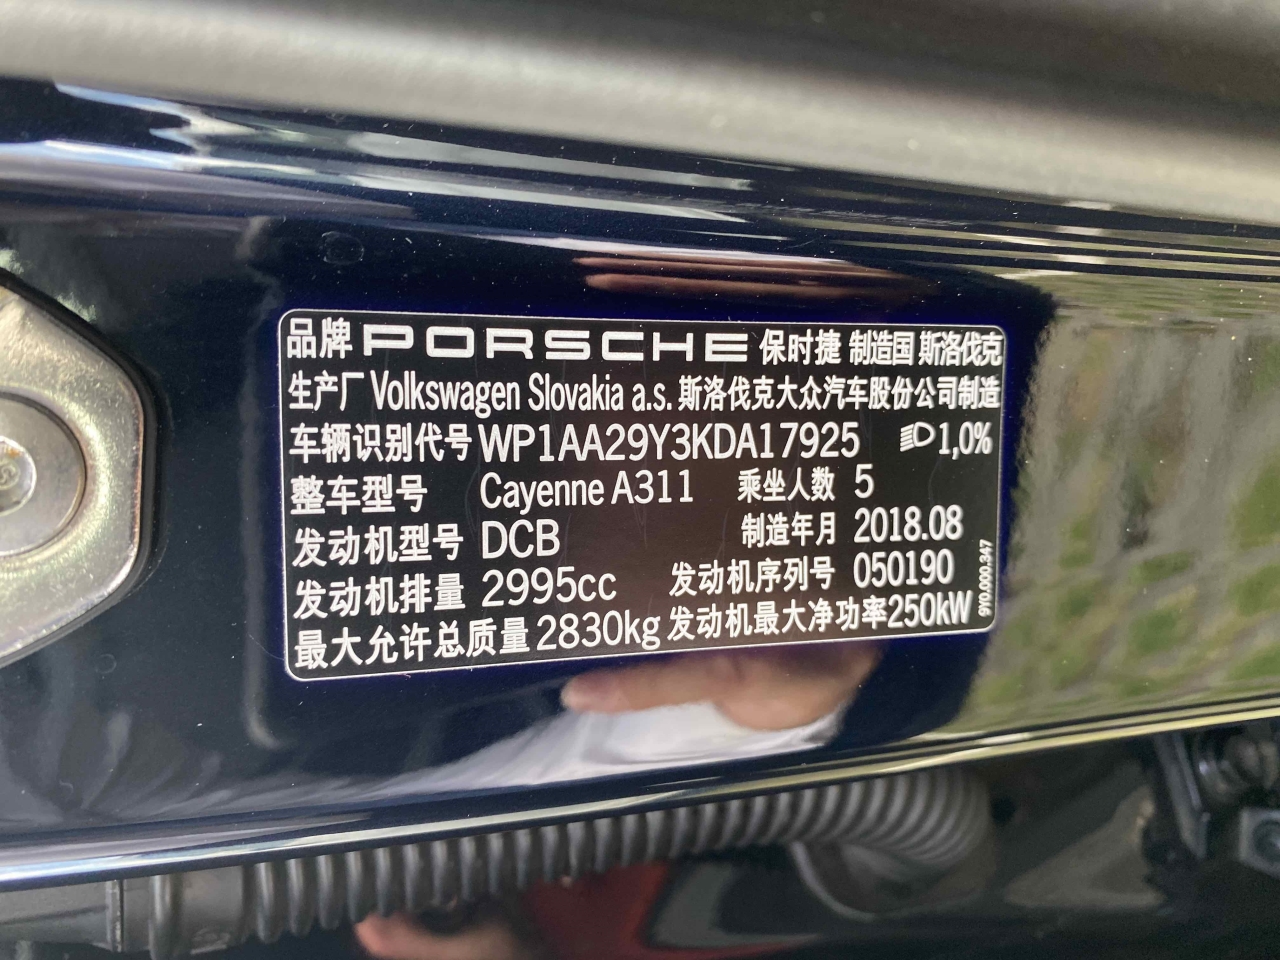 品牌 PORSCHE 保时捷 制造国 斯洛伐克
生产厂 Volkswagen Slovakia a.s. 斯洛伐克大众汽车股份公司制造
车辆识别代号 WP1AA29Y3KDA17925 1,0%
整车型号 Cayenne A311 乘坐人数 5
发动机型号 DCB 制造年月 2018.08
发动机排量 2995cc 发动机序列号 050190
最大允许总质量 2830kg 发动机最大净功率 250kW
9Y0.000.347